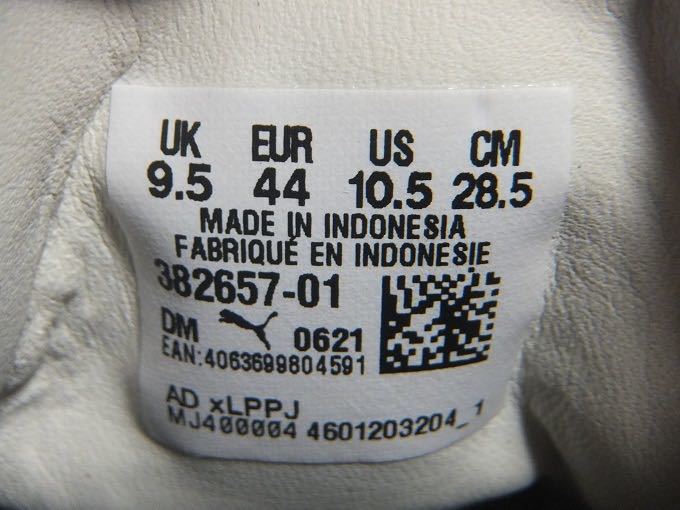 UK EUR US CM
9.5 44 10.5 28.5
MADE IN INDONESIA
FABRIQUÉ EN INDONESIE
382657-01
DM 0621
EAN:4063699804591
AD xLPPJ
MJ400004 4601203204_1